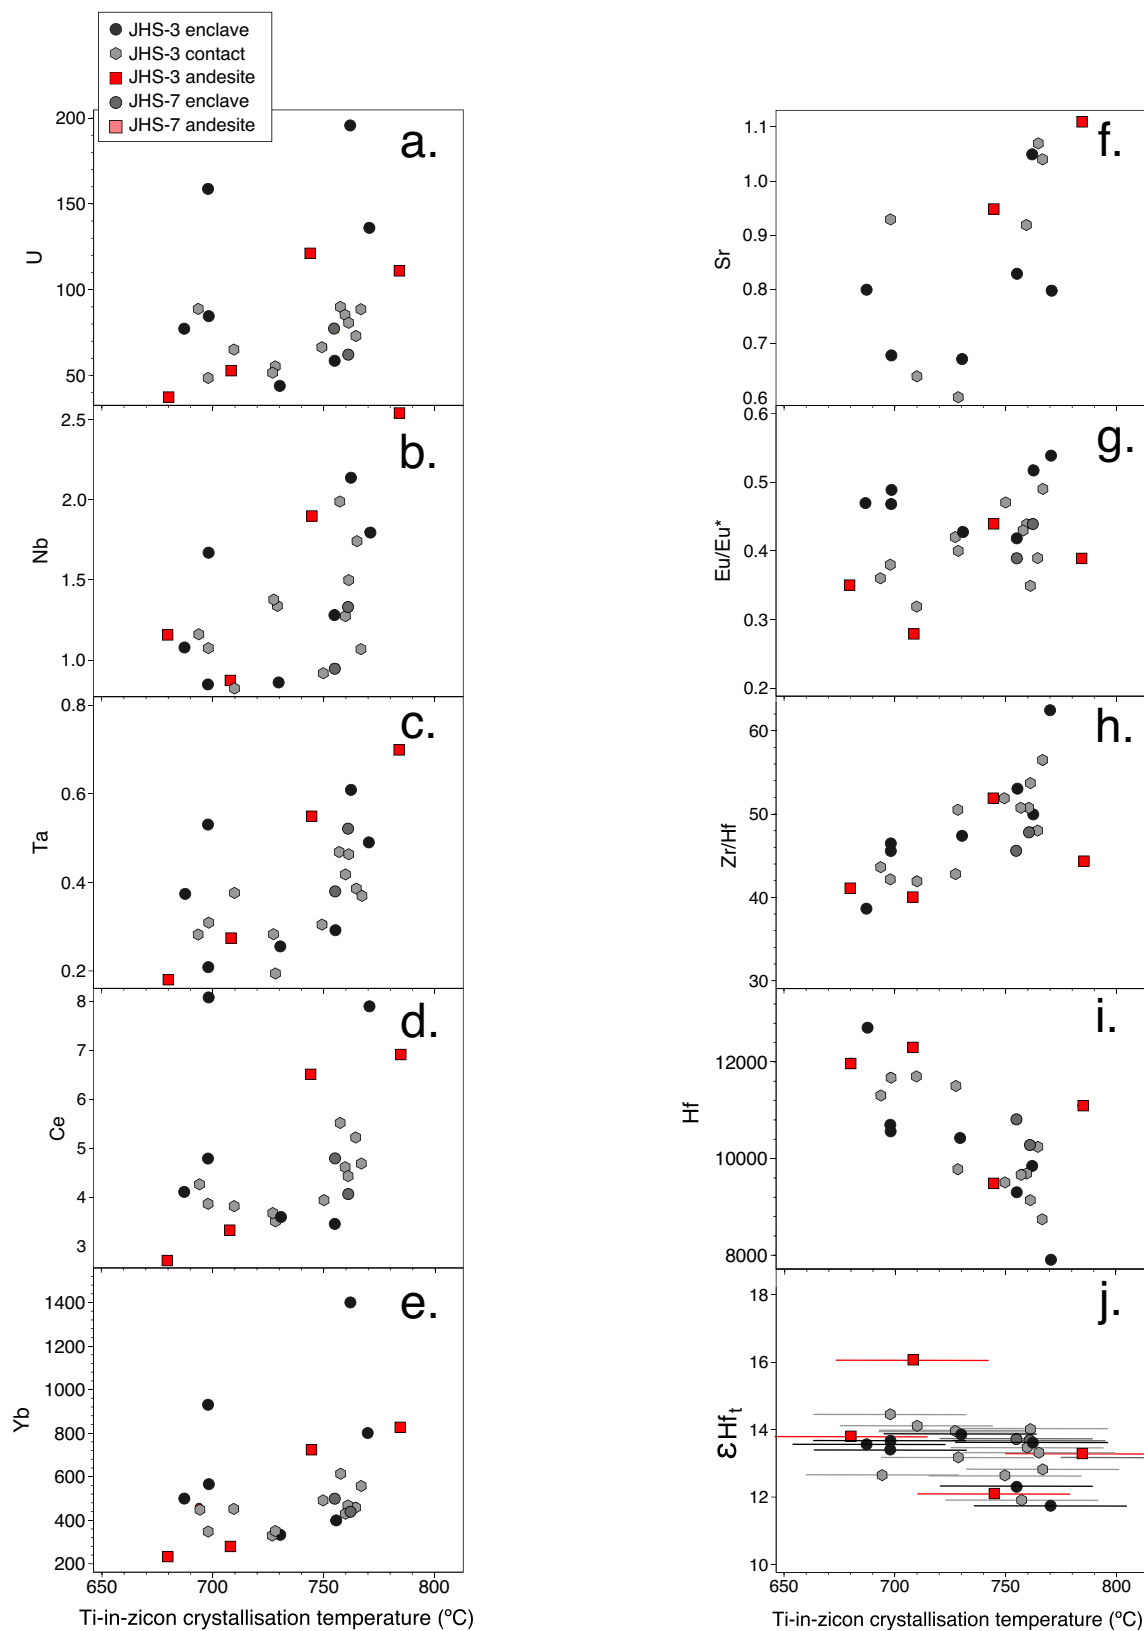 JHS-3 enclave
JHS-3 contact
JHS-3 andesite
JHS-7 enclave
JHS-7 andesite
a.
U
200
150
100
50
b.
Nb
2.5
2.0
1.5
1.0
c.
Ta
0.8
0.6
0.4
0.2
d.
Ce
8
7
6
5
4
3
e.
Yb
1400
1200
1000
800
600
400
200
650 700 750 800
Ti-in-zicon crystallisation temperature (ºC)
f.
Sr
1.1
1.0
0.9
0.8
0.7
0.6
g.
Eu/Eu*
0.6
0.5
0.4
0.3
0.2
h.
Zr/Hf
60
50
40
30
i.
Hf
12000
10000
8000
j.
εHft
18
16
14
12
10
650 700 750 800
Ti-in-zicon crystallisation temperature (ºC)